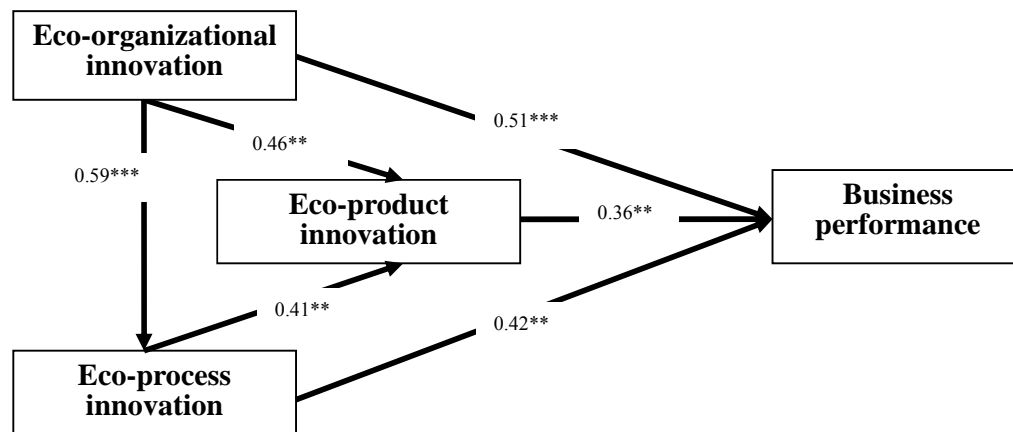 Eco-organizational
innovation
0.51***
0.46**
0.59***
Eco-product
innovation
0.36**
Business
performance
0.41**
0.42**
Eco-process
innovation